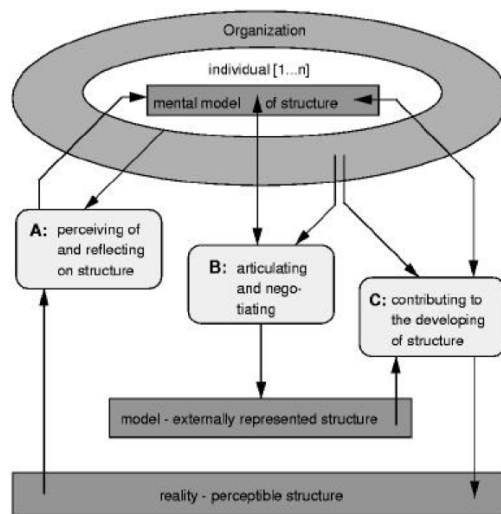 Organization
individual [1...n]
mental model of structure
A: perceiving of
and reflecting
on structure
B: articulating
and nego-
tiating
C: contributing to
the developing
of structure
model - externally represented structure
reality - perceptible structure